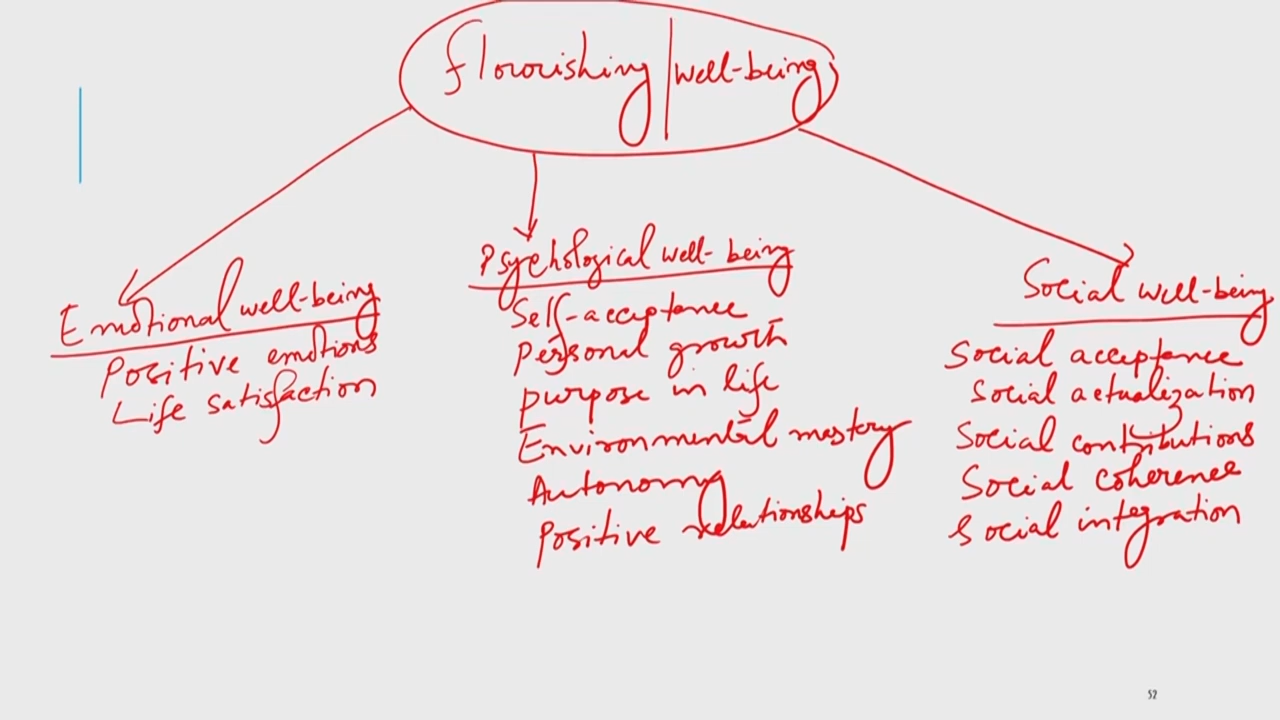 flourishing | well-being
Emotional well-being
Positive emotions
Life satisfaction
Psychological well-being
Self-acceptance
Personal growth
purpose in life
Environmental mastery
Autonomy
Positive relationships
Social well-being
Social acceptance
Social actualization
Social contributions
Social coherence
Social integration
52